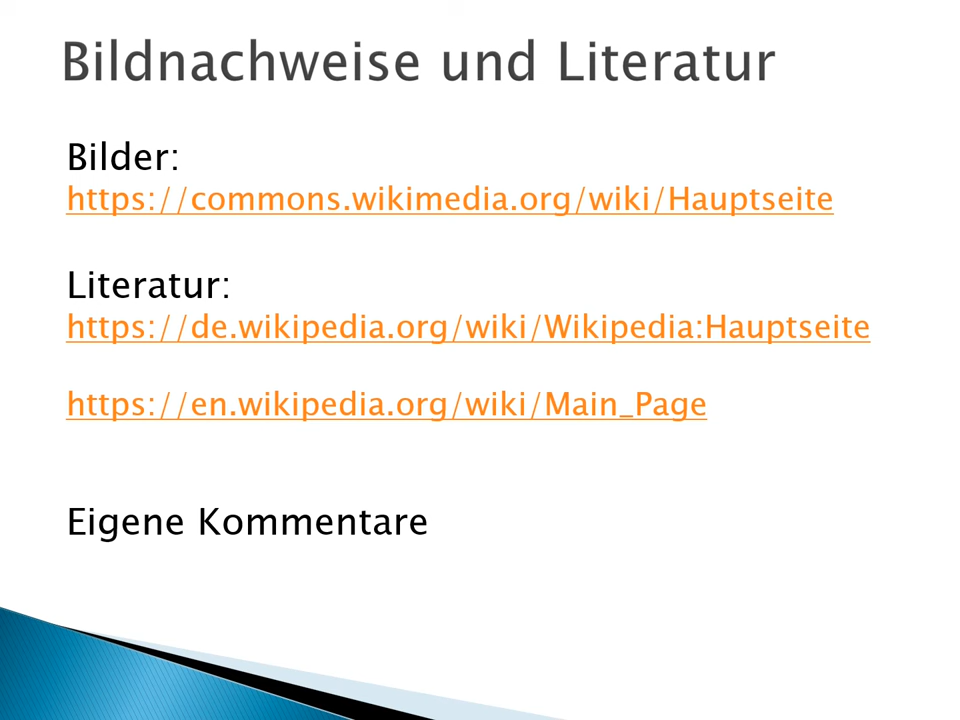 Bildnachweise und Literatur
Bilder:
https://commons.wikimedia.org/wiki/Hauptseite
Literatur:
https://de.wikipedia.org/wiki/Wikipedia:Hauptseite
https://en.wikipedia.org/wiki/Main_Page
Eigene Kommentare